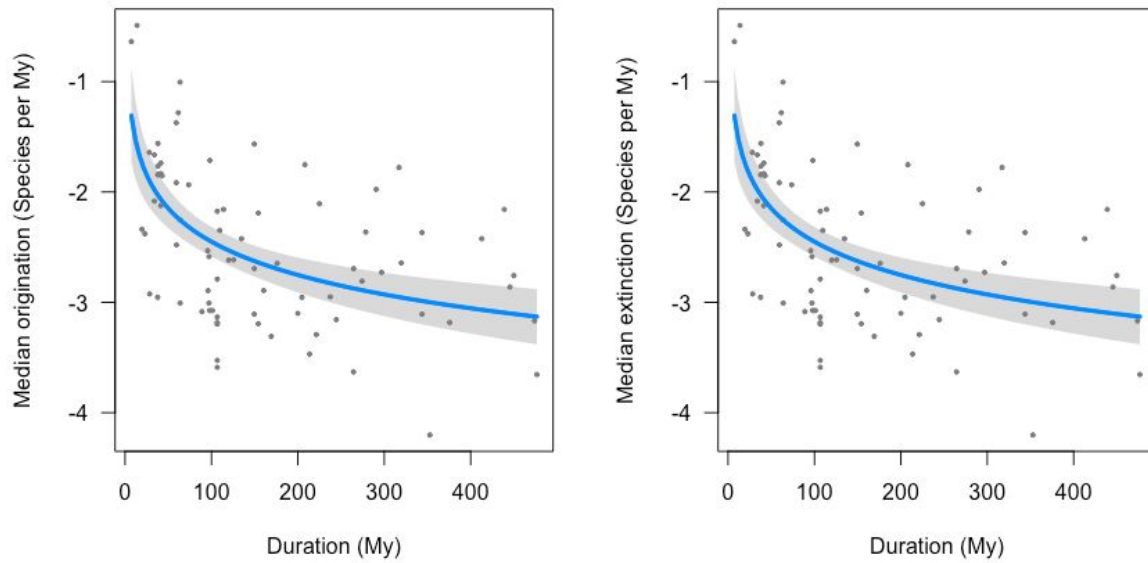 Median origination (Species per My)
-1
-2
-3
-4
0 100 200 300 400
Duration (My)
Median extinction (Species per My)
-1
-2
-3
-4
0 100 200 300 400
Duration (My)